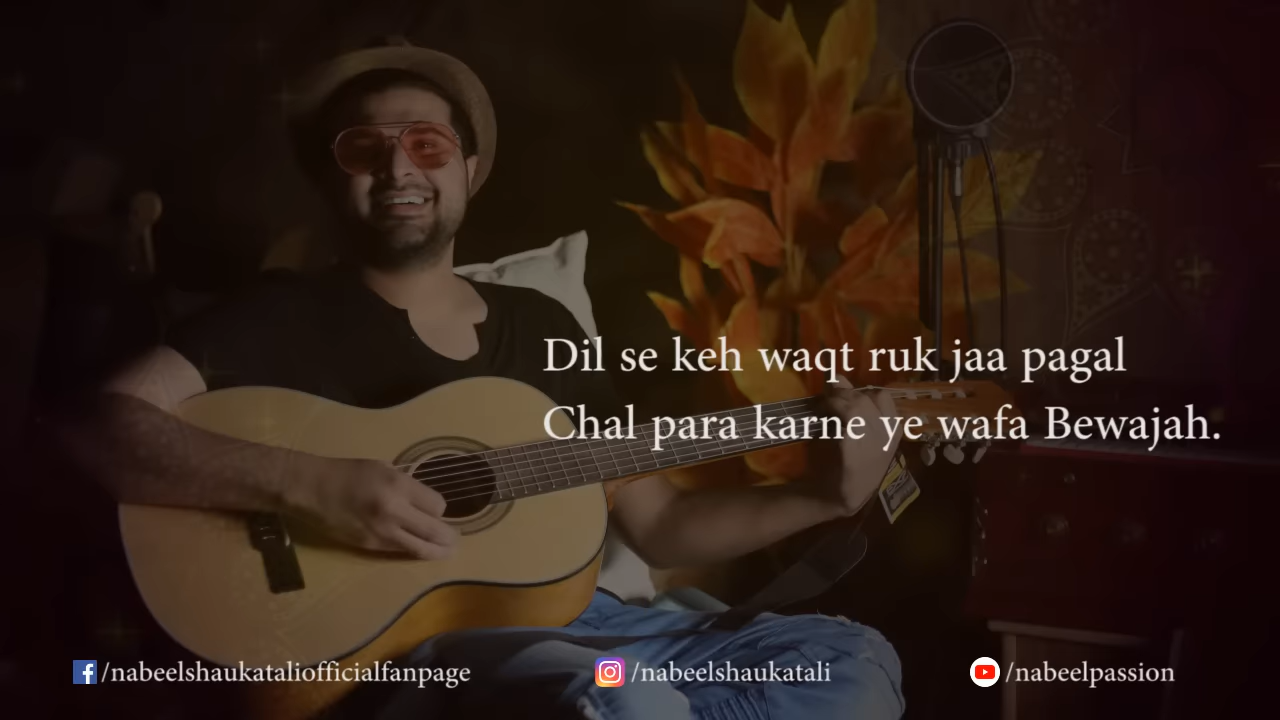 Dil se keh waqt ruk jaa pagal
Chal para karne ye wafa Bewajah.
/nabeelshaukataliofficialfanpage /nabeelshaukatali /nabeelpassion